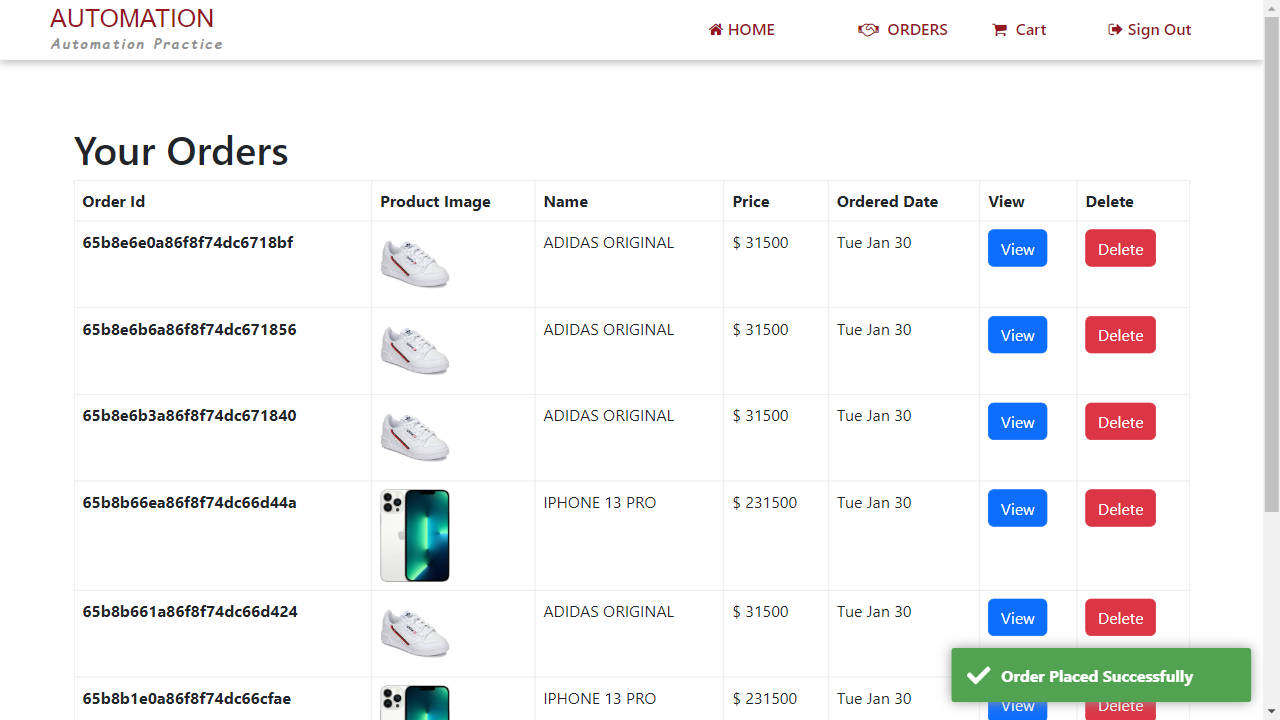 AUTOMATION
Automation Practice
HOME ORDERS Cart Sign Out
Your Orders
Order Id Product Image Name Price Ordered Date View Delete
65b8e6e0a86f8f74dc6718bf ADIDAS ORIGINAL $ 31500 Tue Jan 30 View Delete
65b8e6b6a86f8f74dc671856 ADIDAS ORIGINAL $ 31500 Tue Jan 30 View Delete
65b8e6b3a86f8f74dc671840 ADIDAS ORIGINAL $ 31500 Tue Jan 30 View Delete
65b8b66ea86f8f74dc66d44a IPHONE 13 PRO $ 231500 Tue Jan 30 View Delete
65b8b661a86f8f74dc66d424 ADIDAS ORIGINAL $ 31500 Tue Jan 30 View Delete
65b8b1e0a86f8f74dc66cfae IPHONE 13 PRO $ 231500 Tue Jan 30 View Delete
Order Placed Successfully